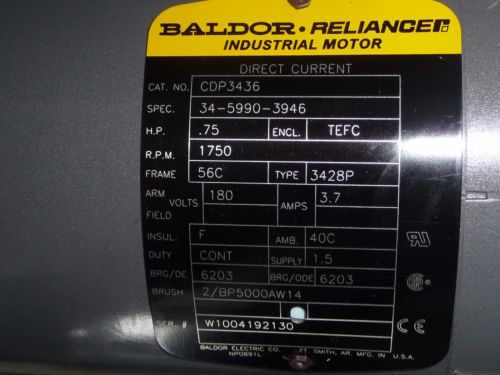 BALDOR • RELIANCE
INDUSTRIAL MOTOR
DIRECT CURRENT
CAT. NO. CDP3436
SPEC. 34-5990-3946
H.P. .75 ENCL. TEFC
R.P.M. 1750
FRAME 56C TYPE 3428P
ARM VOLTS 180 AMPS 3.7
FIELD
INSUL. F AMB. 40C
DUTY CONT SUPPLY 1.5
BRG/DE 6203 BRG/ODE 6203
BRUSH 2/BP5000AW14
SER. # W1004192130
BALDOR ELECTRIC CO. FT. SMITH, AR. MFG. IN U.S.A.
NP0891L